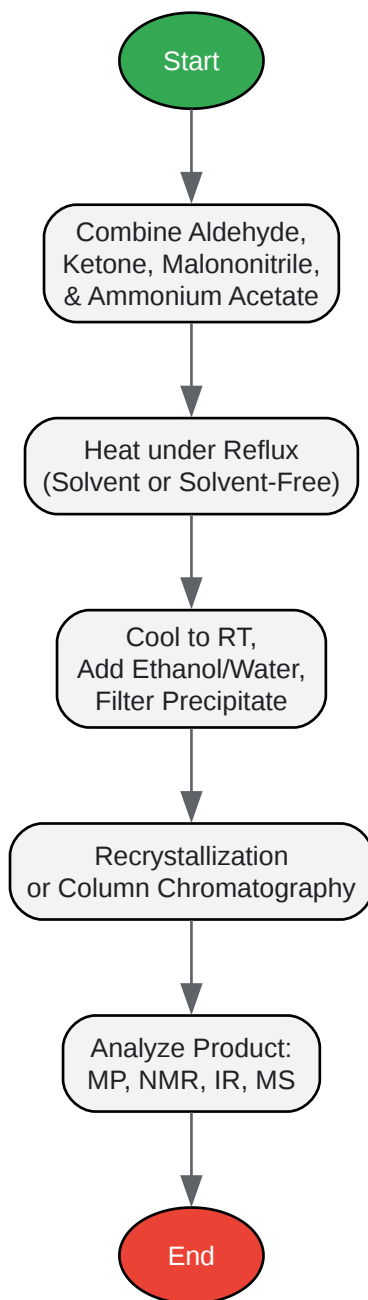 Start
Combine Aldehyde,
Ketone, Malononitrile,
& Ammonium Acetate
Heat under Reflux
(Solvent or Solvent-Free)
Cool to RT,
Add Ethanol/Water,
Filter Precipitate
Recrystallization
or Column Chromatography
Analyze Product:
MP, NMR, IR, MS
End